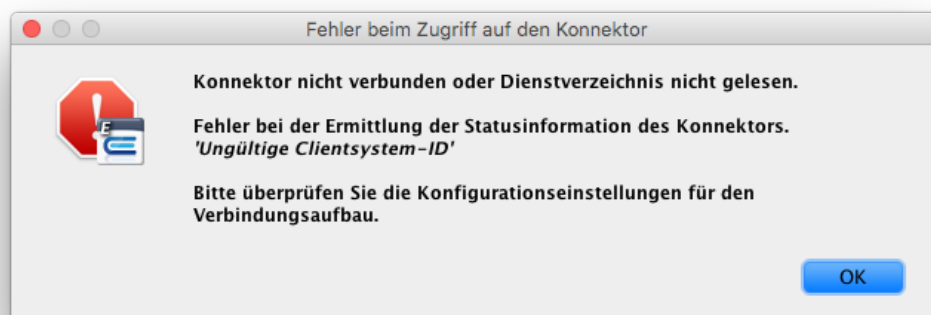 Fehler beim Zugriff auf den Konnektor
Konnektor nicht verbunden oder Dienstverzeichnis nicht gelesen.
Fehler bei der Ermittlung der Statusinformation des Konnektors.
'Ungültige Clientsystem-ID'
Bitte überprüfen Sie die Konfigurationseinstellungen für den
Verbindungsaufbau.
E
OK